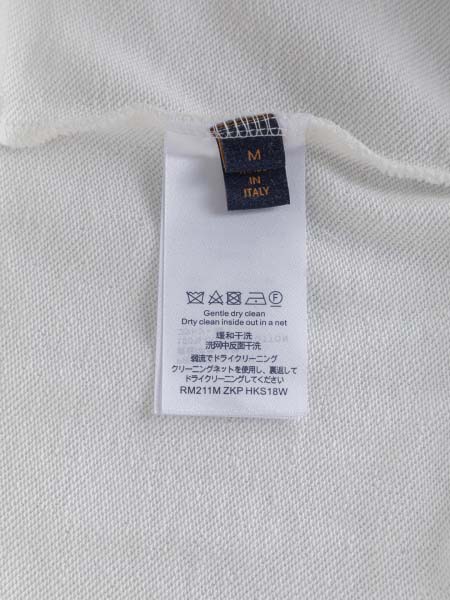 M
IN
ITALY
Gentle dry clean
Drty clean inside out in a net
缓和干洗
洗网中反面干洗
弱流でドライクリーニング
クリーニングネットを使用し、裏返して
ドライクリーニングしてください
RM211M ZKP HKS18W